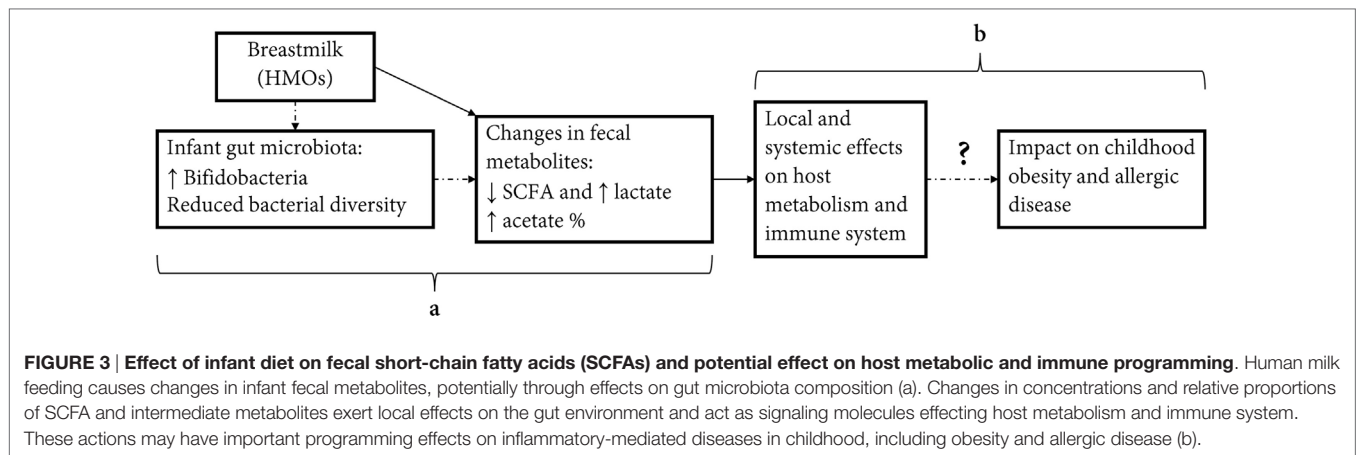 b
Breastmilk
(HMOs)
Infant gut microbiota:
↑ Bifidobacteria
Reduced bacterial diversity
Changes in fecal
metabolites:
↓ SCFA and ↑ lactate
↑ acetate %
Local and
systemic effects
on host
metabolism and
immune system
?
Impact on childhood
obesity and allergic
disease
a
FIGURE 3 | Effect of infant diet on fecal short-chain fatty acids (SCFAs) and potential effect on host metabolic and immune programming. Human milk
feeding causes changes in infant fecal metabolites, potentially through effects on gut microbiota composition (a). Changes in concentrations and relative proportions
of SCFA and intermediate metabolites exert local effects on the gut environment and act as signaling molecules effecting host metabolism and immune system.
These actions may have important programming effects on inflammatory-mediated diseases in childhood, including obesity and allergic disease (b).